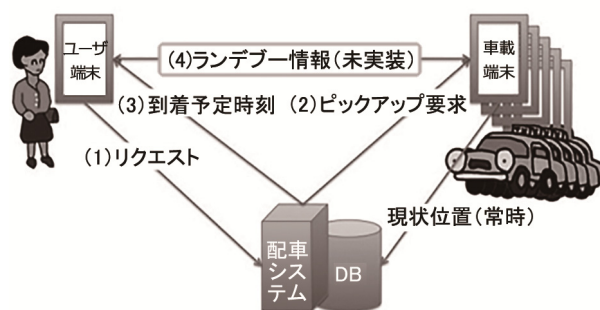 ユーザ
端末
(4)ランデブー情報(未実装)
車載
端末
(3)到着予定時刻
(2)ピックアップ要求
(1)リクエスト
現状位置(常時)
配車
シス
テム
DB